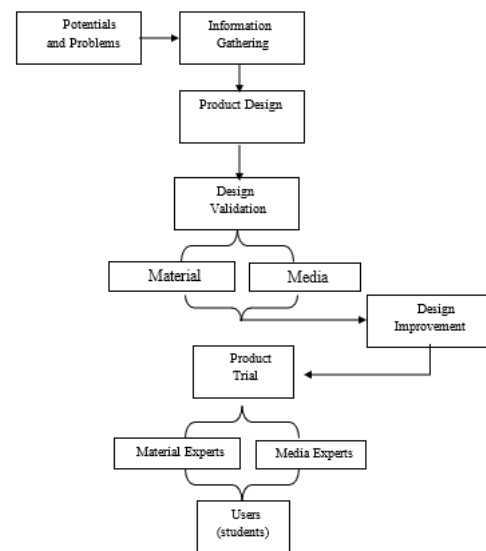 Potentials
and Problems
Information
Gathering
Product Design
Design
Validation
Material
Media
Design
Improvement
Product
Trial
Material Experts
Media Experts
Users
(students)